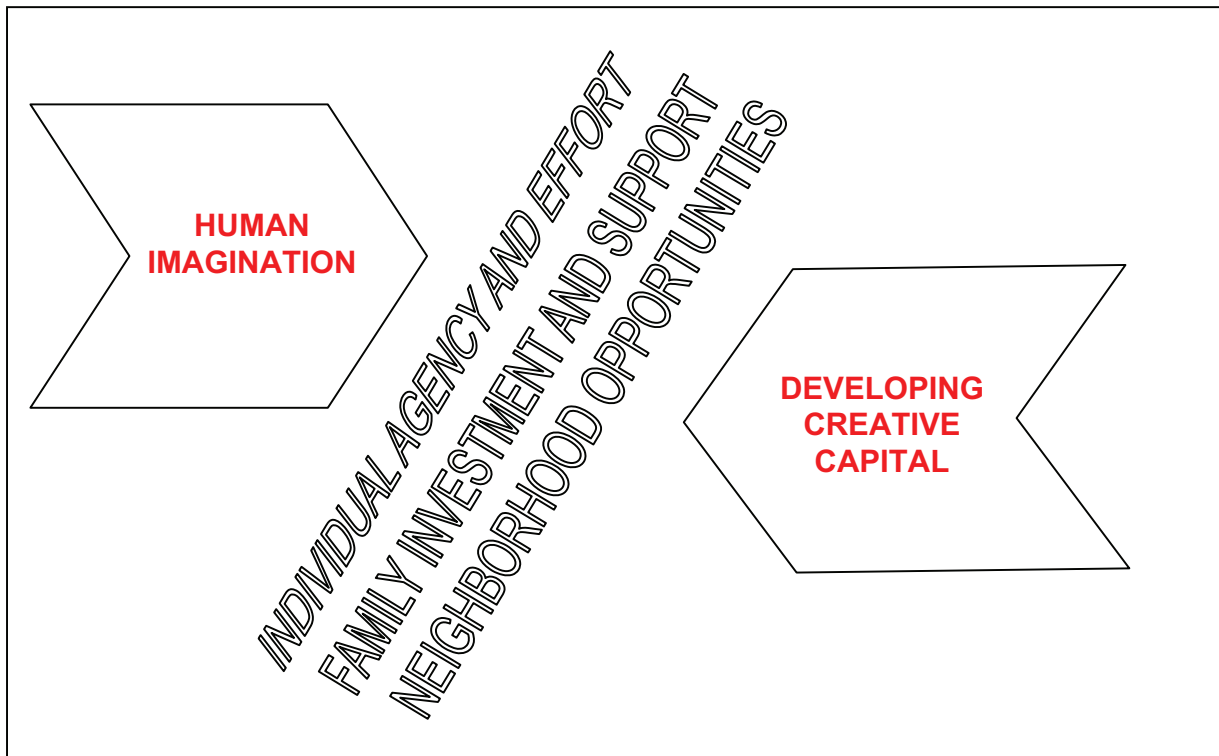 HUMAN
IMAGINATION
INDIVIDUAL AGENCY AND EFFORT
FAMILY INVESTMENT AND SUPPORT
NEIGHBORHOOD OPPORTUNITIES
DEVELOPING
CREATIVE
CAPITAL